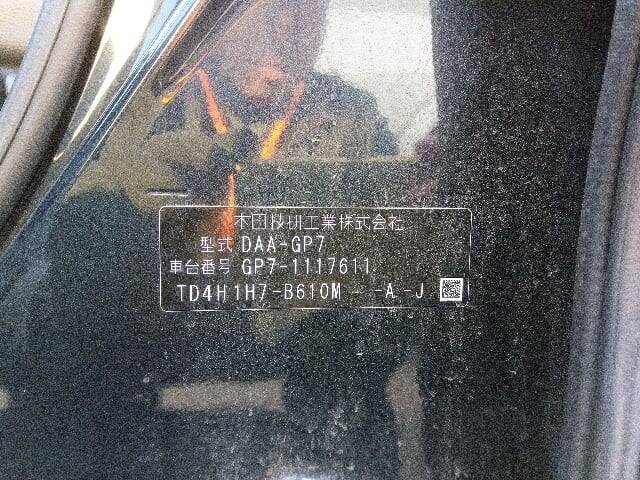 本田技研工業株式会社
型式 DAA-GP7
車台番号 GP7-1117611
TD4H1H7-B610M - -A -J